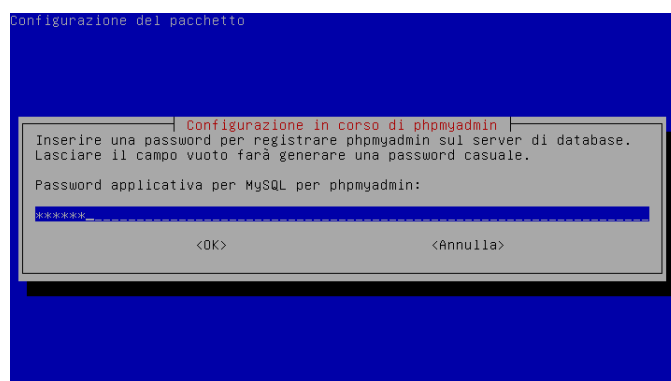 Configurazione del pacchetto
Configurazione in corso di phpmyadmin
Inserire una password per registrare phpmyadmin sul server di database.
Lasciare il campo vuoto farà generare una password casuale.
Password applicativa per MySQL per phpmyadmin:
******_
<OK> <Annulla>